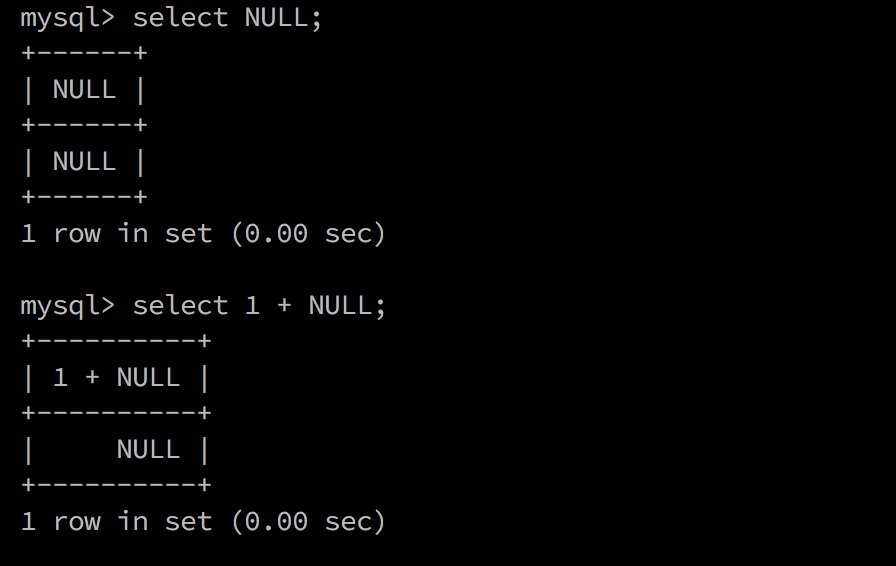 mysql> select NULL;
+------+
| NULL |
+------+
| NULL |
+------+
1 row in set (0.00 sec)

mysql> select 1 + NULL;
+----------+
| 1 + NULL |
+----------+
|     NULL |
+----------+
1 row in set (0.00 sec)